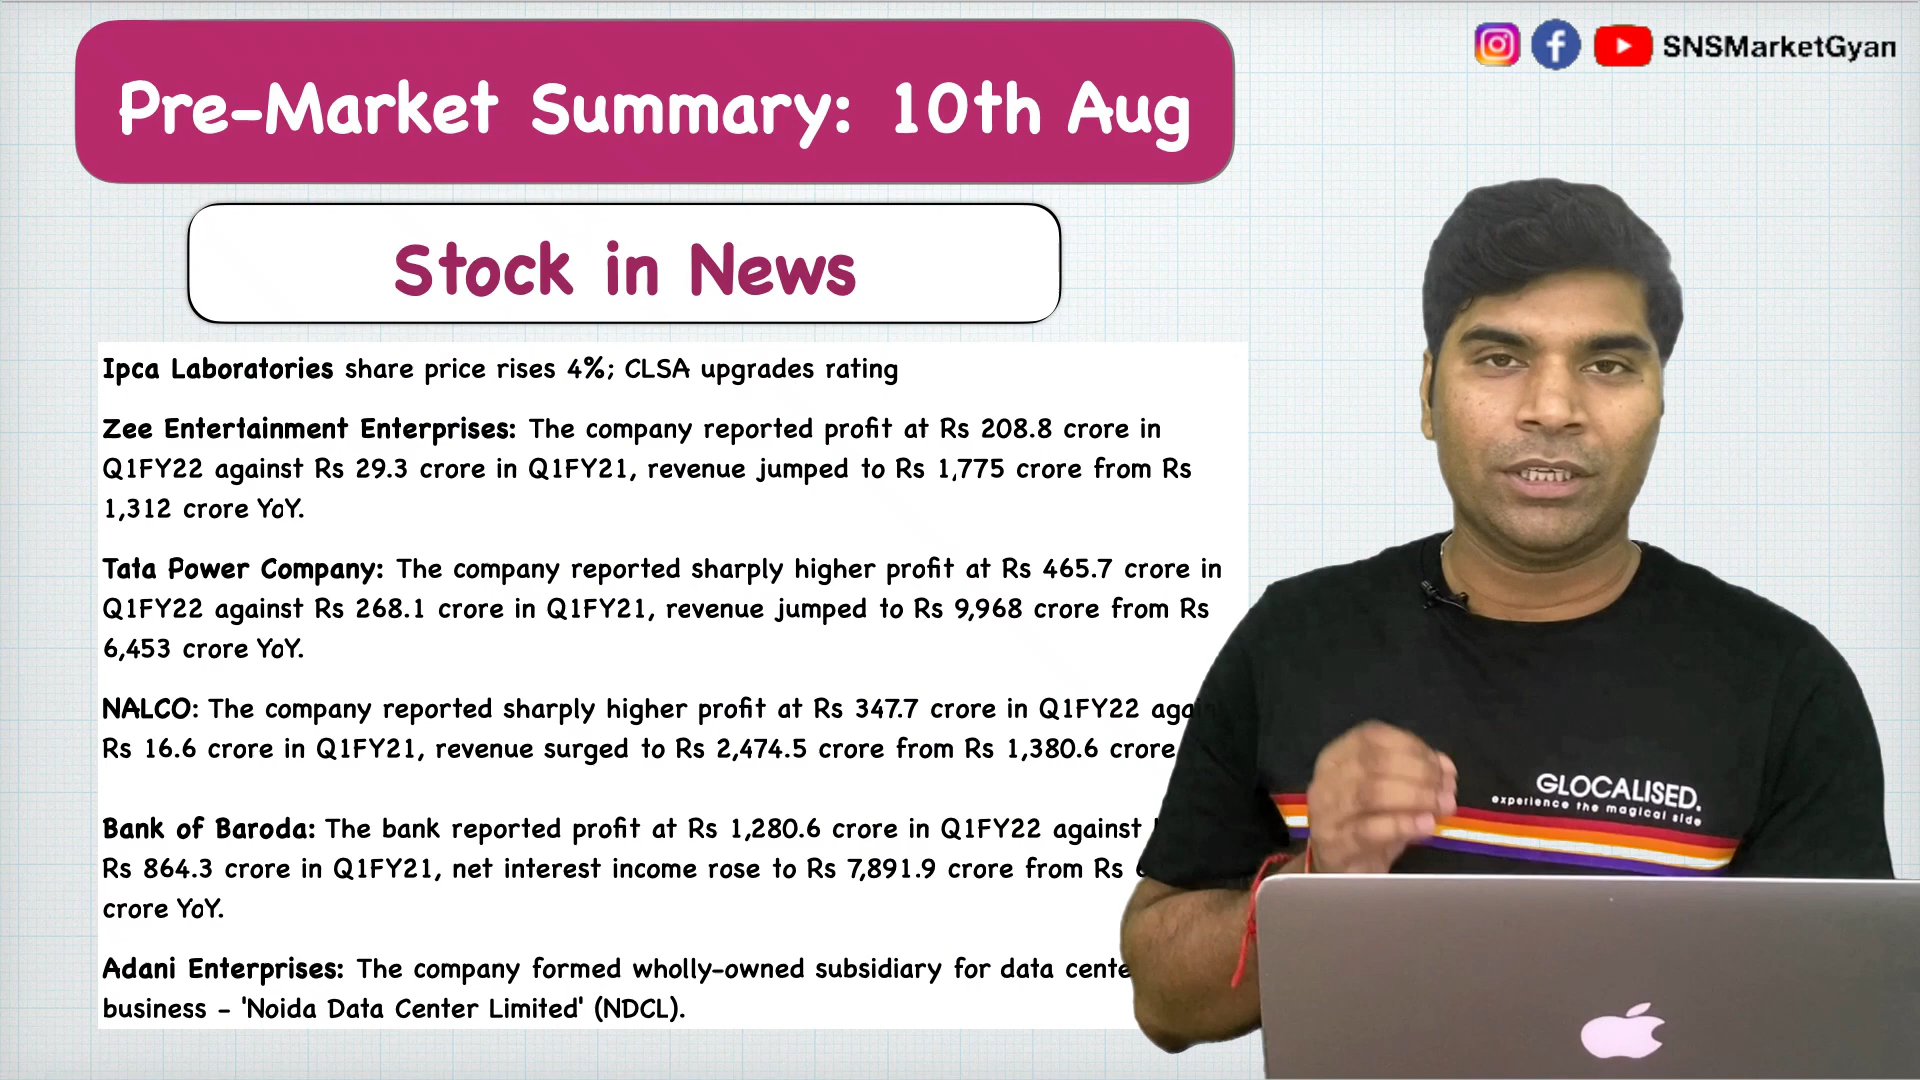 Pre-Market Summary: 10th Aug
SNSMarketGyan
Stock in News
Ipca Laboratories share price rises 4%; CLSA upgrades rating
Zee Entertainment Enterprises: The company reported profit at Rs 208.8 crore in
Q1FY22 against Rs 29.3 crore in Q1FY21, revenue jumped to Rs 1,775 crore from Rs
1,312 crore YoY.
Tata Power Company: The company reported sharply higher profit at Rs 465.7 crore in
Q1FY22 against Rs 268.1 crore in Q1FY21, revenue jumped to Rs 9,968 crore from Rs
6,453 crore YoY.
NALCO: The company reported sharply higher profit at Rs 347.7 crore in Q1FY22
Rs 16.6 crore in Q1FY21, revenue surged to Rs 2,474.5 crore from Rs 1,380.6 crore
Bank of Baroda: The bank reported profit at Rs 1,280.6 crore in Q1FY22 against
Rs 864.3 crore in Q1FY21, net interest income rose to Rs 7,891.9 crore from Rs
crore YoY.
Adani Enterprises: The company formed wholly-owned subsidiary for data
business - 'Noida Data Center Limited' (NDCL).
GLOCALISED.
experience the magical side